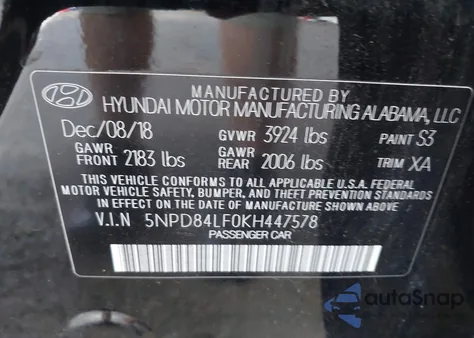 MANUFACTURED BY
HYUNDAI MOTOR MANUFACTURING ALABAMA, LLC
Dec/08/18 GVWR 3924 lbs PAINT S3
GAWR FRONT 2183 lbs GAWR REAR 2006 lbs TRIM XA
THIS VEHICLE CONFORMS TO ALL APPLICABLE FEDERAL
MOTOR VEHICLE SAFETY, BUMPER, AND THEFT PREVENTION STANDARDS
IN EFFECT ON THE DATE OF MANUFACTURE SHOWN ABOVE.
V.I.N 5NPD84LF0KH447578
PASSENGER CAR
autoSnap